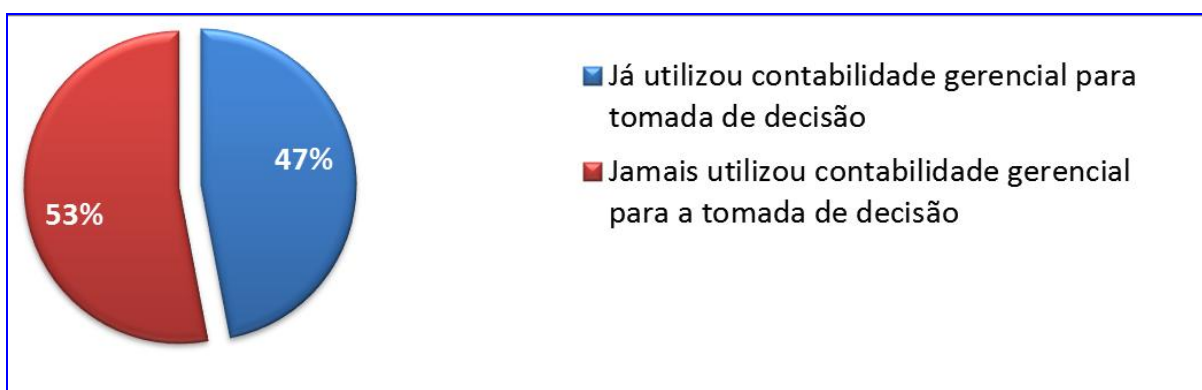 Já utilizou contabilidade gerencial para
tomada de decisão
47%
Jamais utilizou contabilidade gerencial
para a tomada de decisão
53%